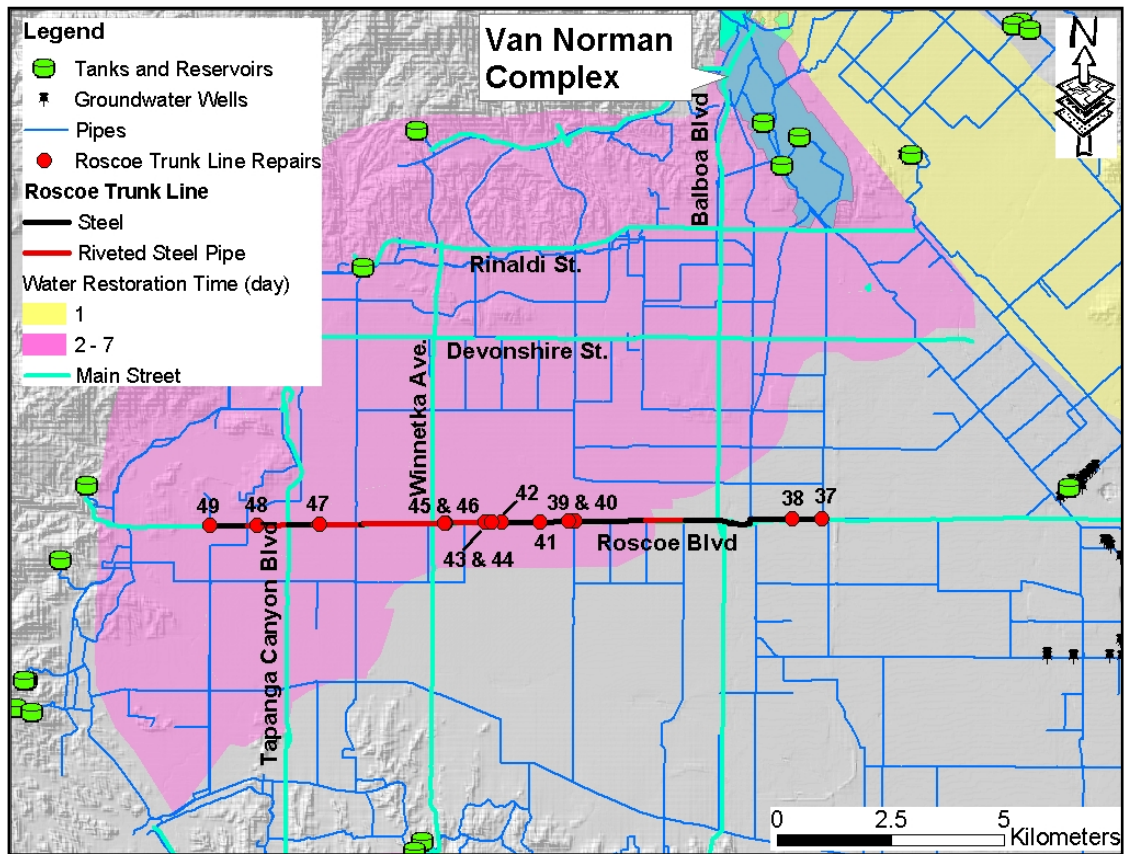 Legend
Tanks and Reservoirs
Groundwater Wells
Pipes
Roscoe Trunk Line Repairs
Roscoe Trunk Line
Steel
Riveted Steel Pipe
Water Restoration Time (day)
1
2 - 7
Main Street
Van Norman
Complex
N
Balboa Blvd
Rinaldi St.
Devonshire St.
Winnetka Ave.
49
48
47
45 & 46
42
39 & 40
38
37
43 & 44
41
Roscoe Blvd
Tapanga Canyon Blvd
0
2.5
5
Kilometers